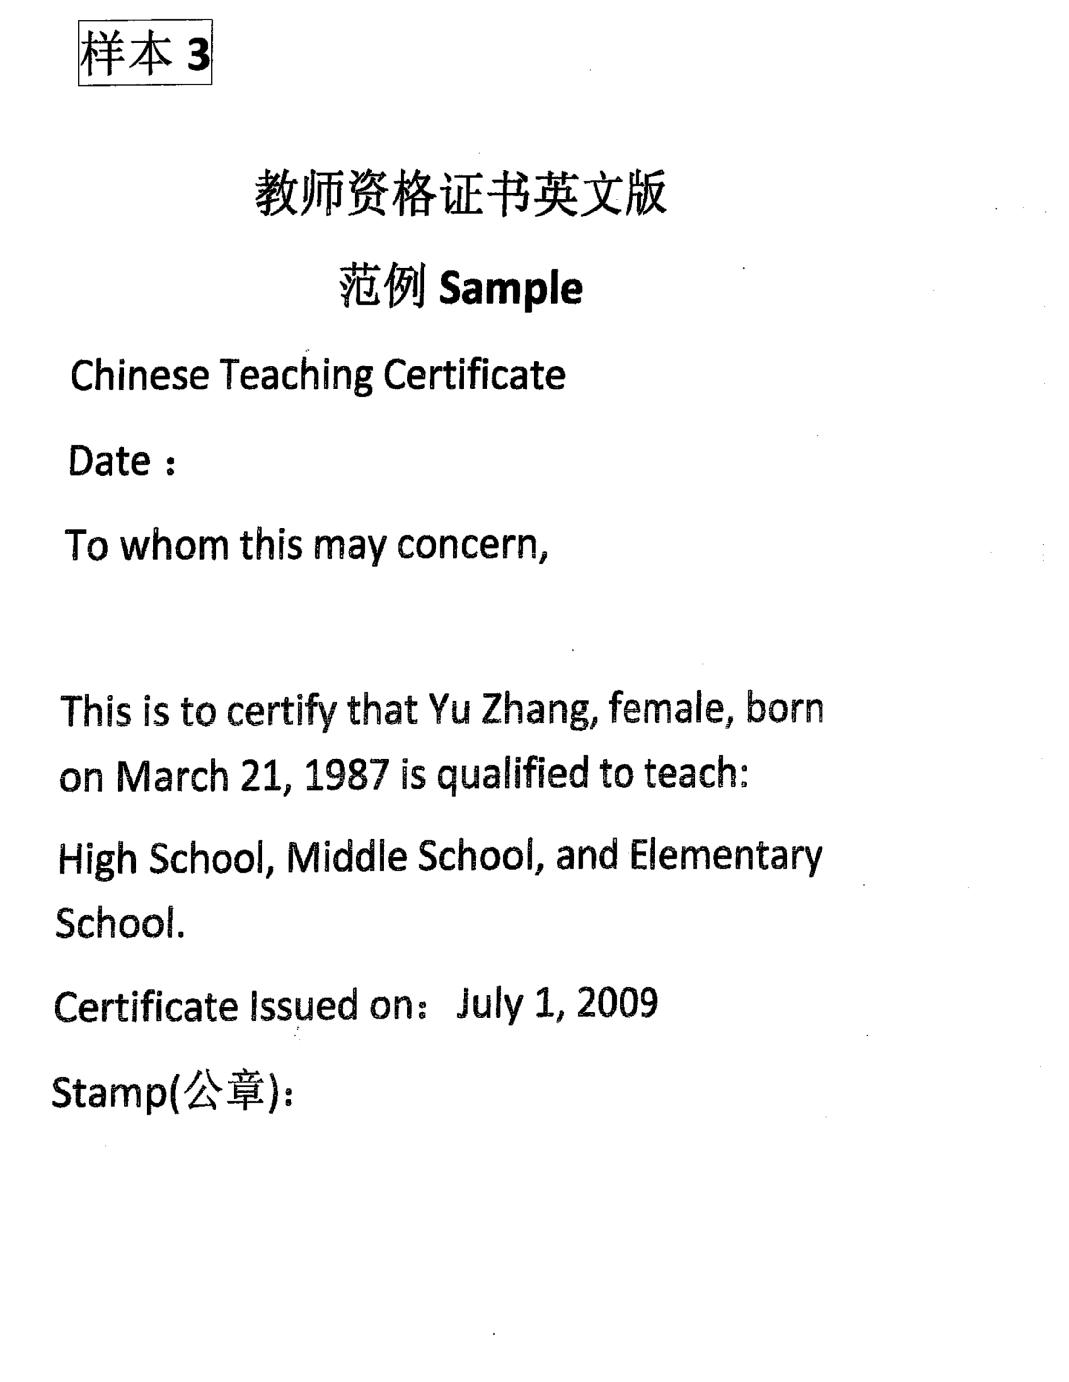 样本 3
教师资格证书英文版
范例 Sample
Chinese Teaching Certificate
Date：
To whom this may concern,
This is to certify that Yu Zhang, female, born
on March 21, 1987 is qualified to teach:
High School, Middle School, and Elementary
School.
Certificate Issued on： July 1, 2009
Stamp(公章)：